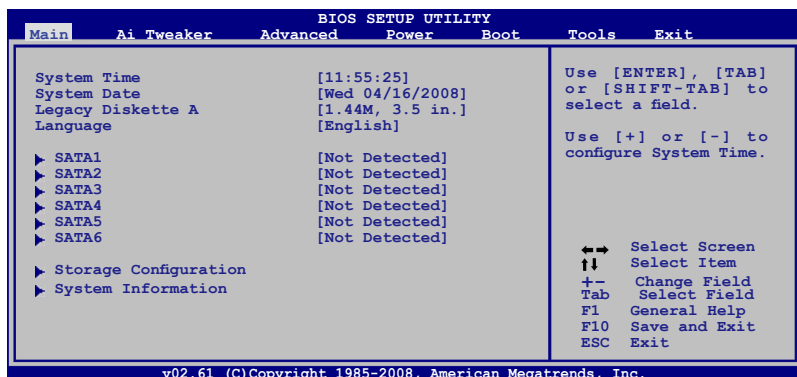 BIOS SETUP UTILITY
Main Ai Tweaker Advanced Power Boot Tools Exit
System Time [11:55:25]
System Date [Wed 04/16/2008]
Legacy Diskette A [1.44M, 3.5 in.]
Language [English]
SATA1 [Not Detected]
SATA2 [Not Detected]
SATA3 [Not Detected]
SATA4 [Not Detected]
SATA5 [Not Detected]
SATA6 [Not Detected]
Storage Configuration
System Information
Use [ENTER], [TAB]
or [SHIFT-TAB] to
select a field.
Use [+] or [-] to
configure System Time.
←→ Select Screen
↑↓ Select Item
+- Change Field
Tab Select Field
F1 General Help
F10 Save and Exit
ESC Exit
v02.61 (C)Copyright 1985-2008, American Megatrends, Inc.